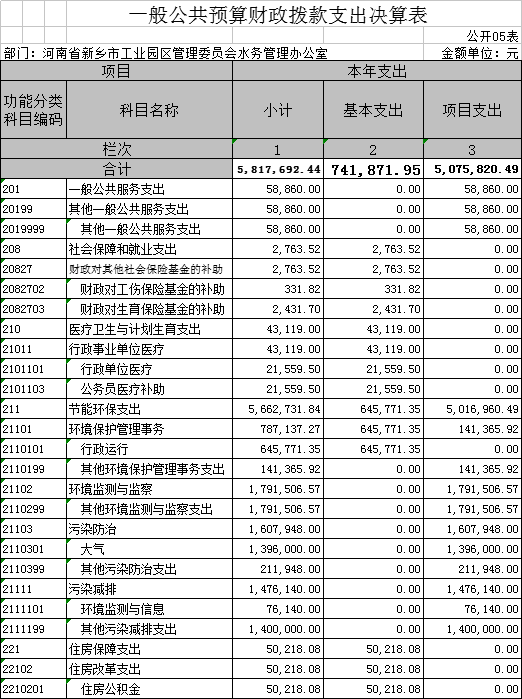 一般公共预算财政拨款支出决算表
公开05表
部门：河南省新乡市工业园区管理委员会水务管理办公室 金额单位：元
项目 本年支出
功能分类科目编码 科目名称 小计 基本支出 项目支出
栏次 1 2 3
合计 5,817,692.44 741,871.95 5,075,820.49
201 一般公共服务支出 58,860.00 0.00 58,860.00
20199 其他一般公共服务支出 58,860.00 0.00 58,860.00
2019999 其他一般公共服务支出 58,860.00 0.00 58,860.00
208 社会保障和就业支出 2,763.52 2,763.52 0.00
20827 财政对其他社会保险基金的补助 2,763.52 2,763.52 0.00
2082702 财政对工伤保险基金的补助 331.82 331.82 0.00
2082703 财政对生育保险基金的补助 2,431.70 2,431.70 0.00
210 医疗卫生与计划生育支出 43,119.00 43,119.00 0.00
21011 行政事业单位医疗 43,119.00 43,119.00 0.00
2101101 行政单位医疗 21,559.50 21,559.50 0.00
2101103 公务员医疗补助 21,559.50 21,559.50 0.00
211 节能环保支出 5,662,731.84 645,771.35 5,016,960.49
21101 环境保护管理事务 787,137.27 645,771.35 141,365.92
2110101 行政运行 645,771.35 645,771.35 0.00
2110199 其他环境保护管理事务支出 141,365.92 0.00 141,365.92
21102 环境监测与监察 1,791,506.57 0.00 1,791,506.57
2110299 其他环境监测与监察支出 1,791,506.57 0.00 1,791,506.57
21103 污染防治 1,607,948.00 0.00 1,607,948.00
2110301 大气 1,396,000.00 0.00 1,396,000.00
2110399 其他污染防治支出 211,948.00 0.00 211,948.00
21111 污染减排 1,476,140.00 0.00 1,476,140.00
2111101 环境监测与信息 76,140.00 0.00 76,140.00
2111199 其他污染减排支出 1,400,000.00 0.00 1,400,000.00
221 住房保障支出 50,218.08 50,218.08 0.00
22102 住房改革支出 50,218.08 50,218.08 0.00
2210201 住房公积金 50,218.08 50,218.08 0.00